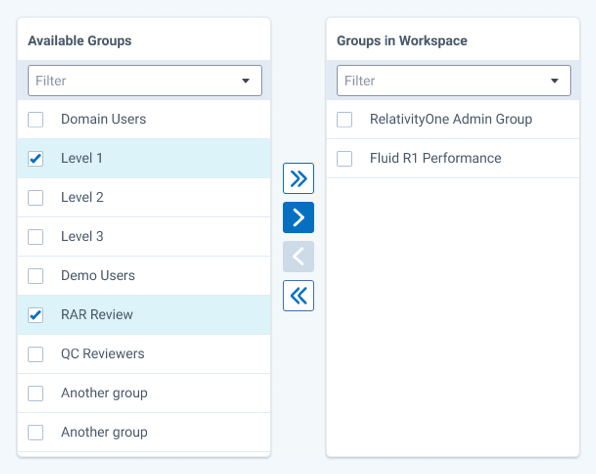 Available Groups
Filter
Domain Users
Level 1
Level 2
Level 3
Demo Users
RAR Review
QC Reviewers
Another group
Another group
Groups in Workspace
Filter
RelativityOne Admin Group
Fluid R1 Performance